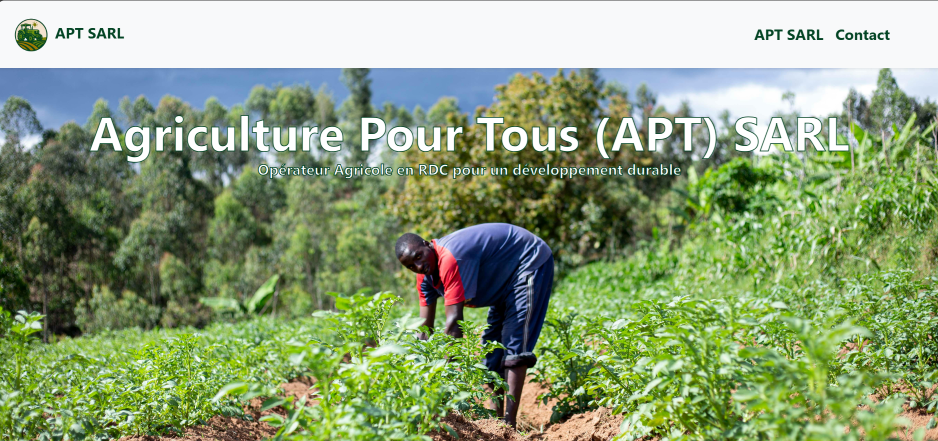 APT SARL
APT SARL Contact
Agriculture Pour Tous (APT) SARL
Opérateur Agricole en RDC pour un développement durable